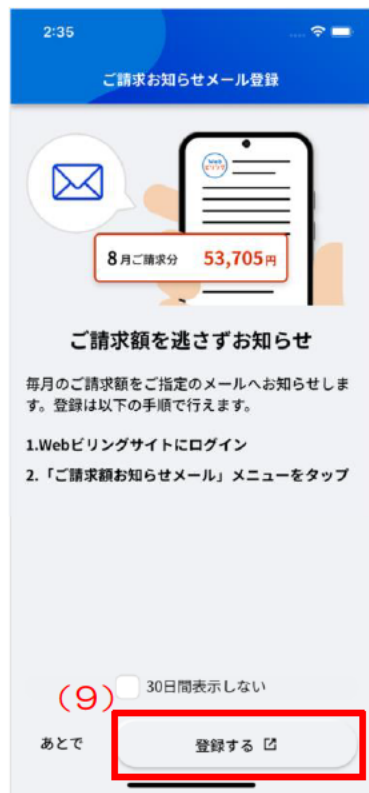 2:35
ご請求お知らせメール登録
Web
ビリング
8月ご請求分 53,705円
ご請求額を逃さずお知らせ
毎月のご請求額をご指定のメールへお知らせしま
す。登録は以下の手順で行えます。
1.Webビリングサイトにログイン
2.「ご請求額お知らせメール」メニューをタップ
(9)
30日間表示しない
あとで
登録する